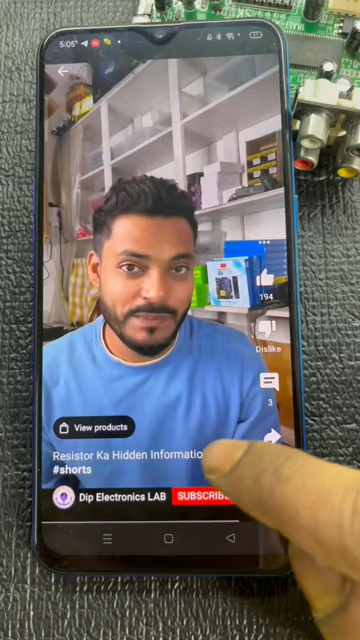 5:05
194
Dislike
3
View products
Resistor Ka Hidden Informatio
#shorts
Dip Electronics LAB
SUBSCRIBE